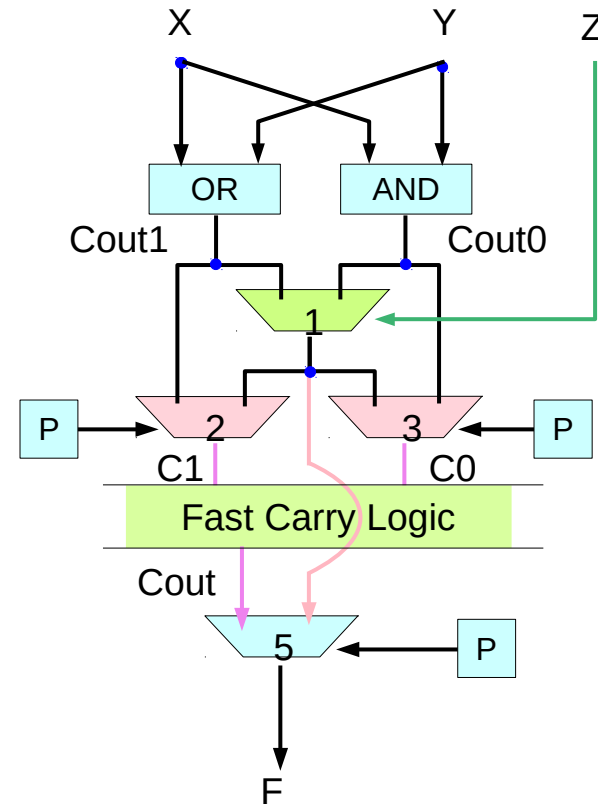 X Y Z
OR AND
Cout1 Cout0
1
P 2 3 P
C1 C0
Fast Carry Logic
Cout
5 P
F